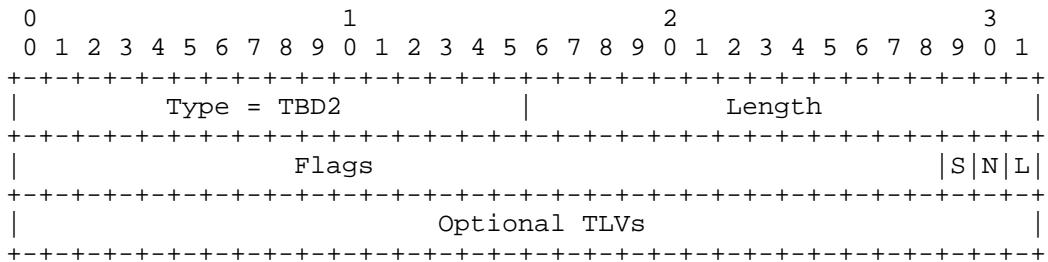 0                   1                   2                   3
 0 1 2 3 4 5 6 7 8 9 0 1 2 3 4 5 6 7 8 9 0 1 2 3 4 5 6 7 8 9 0 1
+-+-+-+-+-+-+-+-+-+-+-+-+-+-+-+-+-+-+-+-+-+-+-+-+-+-+-+-+-+-+-+-+
|         Type = TBD2           |            Length             |
+-+-+-+-+-+-+-+-+-+-+-+-+-+-+-+-+-+-+-+-+-+-+-+-+-+-+-+-+-+-+-+-+
|                 Flags                                   |S|N|L|
+-+-+-+-+-+-+-+-+-+-+-+-+-+-+-+-+-+-+-+-+-+-+-+-+-+-+-+-+-+-+-+-+
|                          Optional TLVs                        |
+-+-+-+-+-+-+-+-+-+-+-+-+-+-+-+-+-+-+-+-+-+-+-+-+-+-+-+-+-+-+-+-+